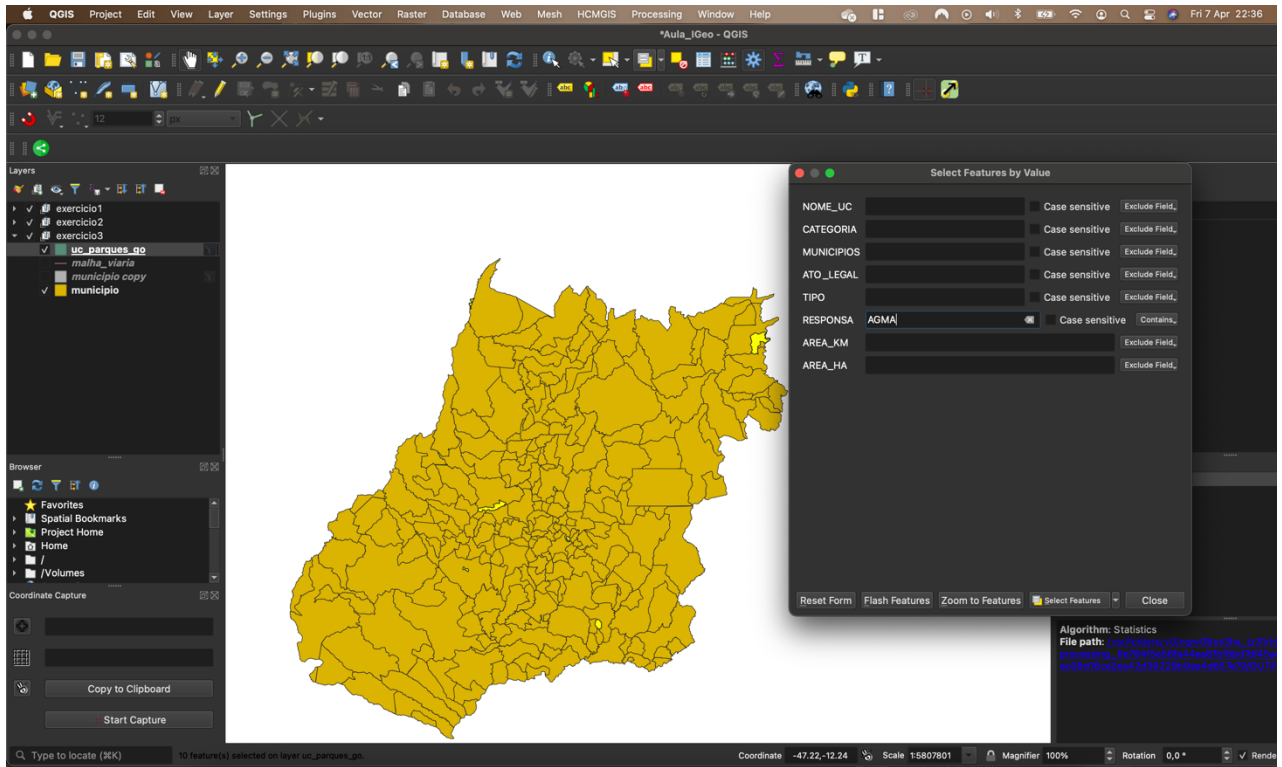 QGIS Project Edit View Layer Settings Plugins Vector Raster Database Web Mesh HCMGIS Processing Window Help Fri 7 Apr 22:36
*Aula_IGeo - QGIS
12 px
Layers
exercicio1
exercicio2
exercicio3
uc_parques_go
malha_viaria
municipio copy
municipio
Browser
Favorites
Spatial Bookmarks
Project Home
Home
/
/Volumes
Coordinate Capture
Copy to Clipboard
Start Capture
Select Features by Value
NOME_UC Case sensitive Exclude Field
CATEGORIA Case sensitive Exclude Field
MUNICIPIOS Case sensitive Exclude Field
ATO_LEGAL Case sensitive Exclude Field
TIPO Case sensitive Exclude Field
RESPONSA AGMA Case sensitive Contains
AREA_KM Exclude Field
AREA_HA Exclude Field
Reset Form Flash Features Zoom to Features Select Features Close
Algorithm: Statistics
File path:
Type to locate (⌘K) 10 feature(s) selected on layer uc_parques_go. Coordinate -47.22,-12.24 Scale 1:5807801 Magnifier 100% Rotation 0,0 ° Rende